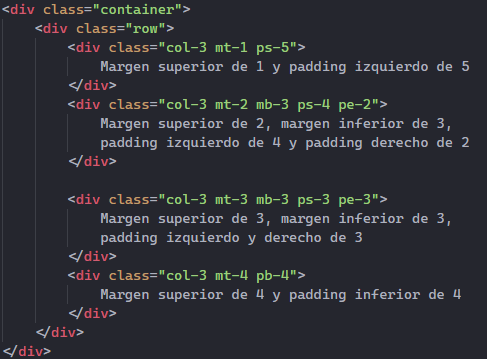 <div class="container">
<div class="row">
<div class="col-3 mt-1 ps-5">
Margen superior de 1 y padding izquierdo de 5
</div>
<div class="col-3 mt-2 mb-3 ps-4 pe-2">
Margen superior de 2, margen inferior de 3,
padding izquierdo de 4 y padding derecho de 2
</div>
<div class="col-3 mt-3 mb-3 ps-3 pe-3">
Margen superior de 3, margen inferior de 3,
padding izquierdo y derecho de 3
</div>
<div class="col-3 mt-4 pb-4">
Margen superior de 4 y padding inferior de 4
</div>
</div>
</div>